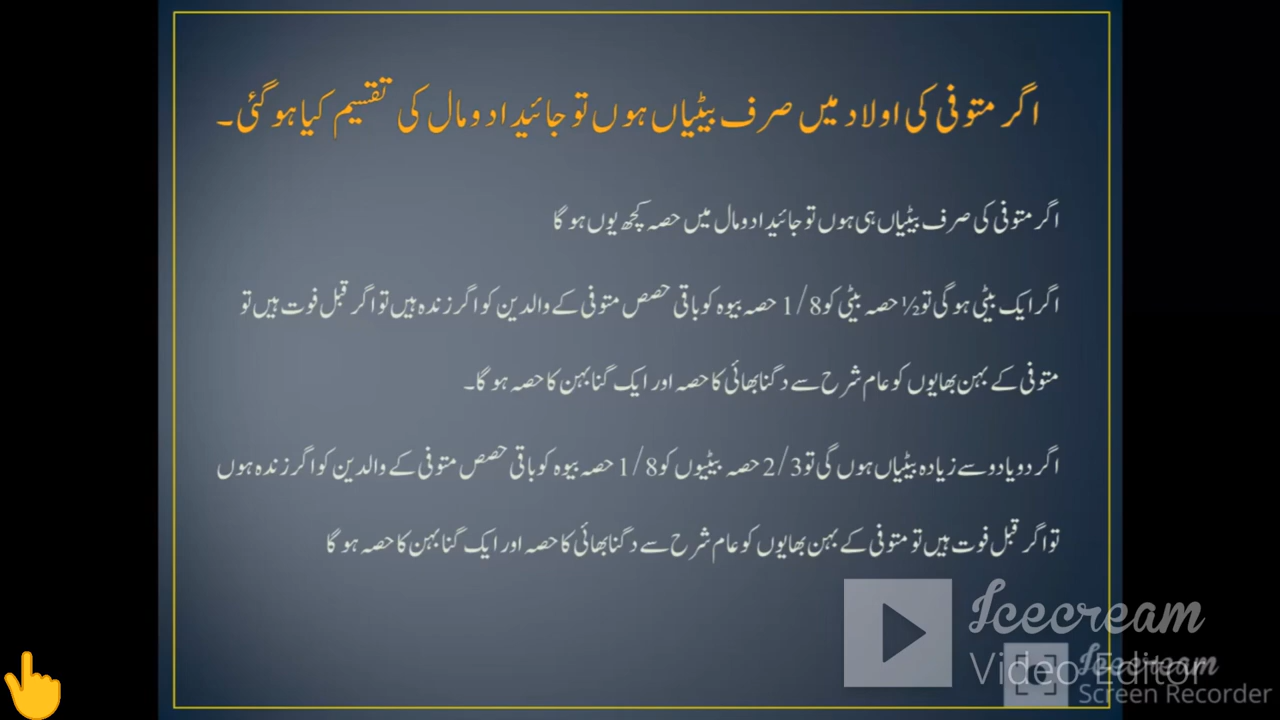 اگر متوفی کی اولاد میں صرف بیٹیاں ہوں تو جائیداد ومال کی تقسیم کیا ہو گئی۔
اگر متوفی کی صرف بیٹیاں ہی ہوں تو جائیداد ومال میں حصہ کچھ یوں ہو گا
اگر ایک بیٹی ہوگی تو ½ حصہ بیٹی کو 1/8 حصہ بیوہ کو باقی حصص متوفی کے والدین کو اگر زندہ ہیں تو اگر قبل فوت ہیں تو
متوفی کے بہن بھایوں کو عام شرح سے دگنا بھائی کا حصہ اور ایک گنا بہن کا حصہ ہو گا۔
اگر دو یا دو سے زیادہ بیٹیاں ہوں گی تو 2/3 حصہ بیٹیوں کو 1/8 حصہ بیوہ کو باقی حصص متوفی کے والدین کو اگر زندہ ہوں
تو اگر قبل فوت ہیں تو متوفی کے بہن بھایوں کو عام شرح سے دگنا بھائی کا حصہ اور ایک گنا بہن کا حصہ ہو گا
Icecream
Video Editor
Icecream
Screen Recorder